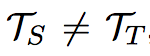 𝒯_S ≠ 𝒯_T,